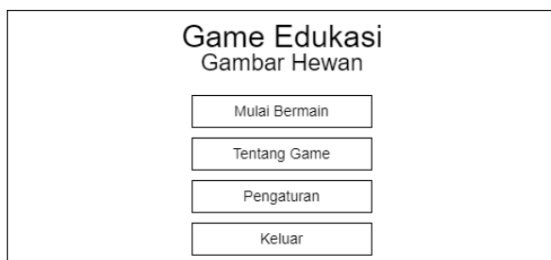 Game Edukasi
Gambar Hewan
Mulai Bermain
Tentang Game
Pengaturan
Keluar